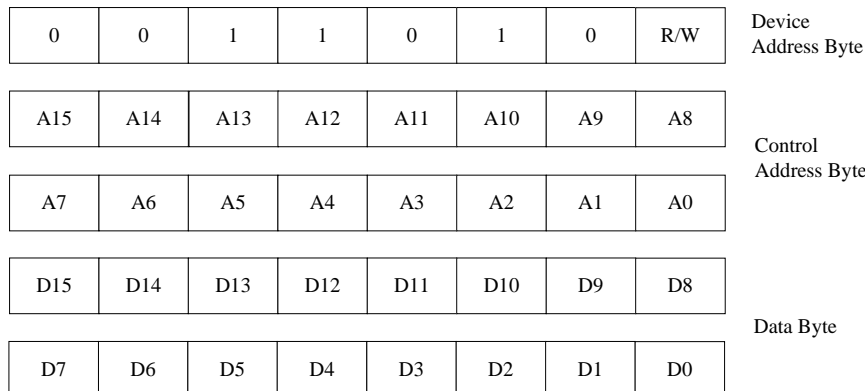 0 0 1 1 0 1 0 R/W
Device
Address Byte
A15 A14 A13 A12 A11 A10 A9 A8
Control
Address Byte
A7 A6 A5 A4 A3 A2 A1 A0
D15 D14 D13 D12 D11 D10 D9 D8
Data Byte
D7 D6 D5 D4 D3 D2 D1 D0